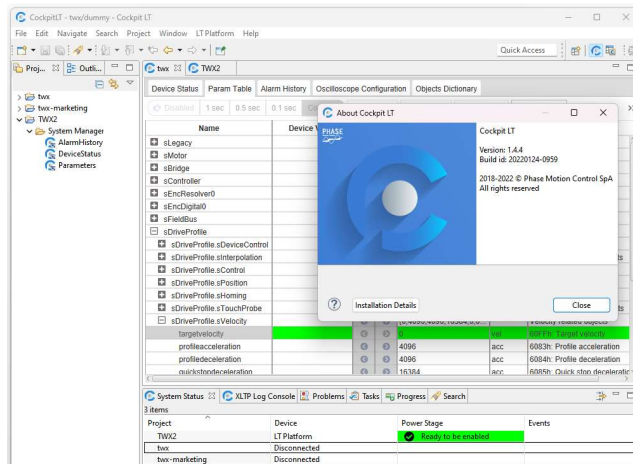 CockpitLT - twx/dummy - Cockpit LT
File Edit Navigate Search Project Window LT Platform Help
Quick Access
Proj... Outli...
twx TWX2
twx
twx-marketing
TWX2
System Manager
AlarmHistory
DeviceStatus
Parameters
Device Status Param Table Alarm History Oscilloscope Configuration Objects Dictionary
Disabled 1 sec 0.5 sec 0.1 sec
Name Device V
sLegacy
sMotor
sBridge
sController
sEncResolver0
sEncDigital0
sFieldBus
sDriveProfile
sDriveProfile.sDeviceControl
sDriveProfile.sInterpolation
sDriveProfile.sControl
sDriveProfile.sPosition
sDriveProfile.sHoming
sDriveProfile.sTouchProbe
sDriveProfile.sVelocity Velocity related objects
targetvelocity 0 vel 60FFh: Target velocity
profileacceleration 4096 acc 6083h: Profile acceleration
profiledeceleration 4096 acc 6084h: Profile deceleration
quickstopdeceleration 16384 acc 6085h: Quick stop deceleratio
About Cockpit LT
PHASE
Cockpit LT
Version: 1.4.4
Build id: 20220124-0959
2018-2022 © Phase Motion Control SpA
All rights reserved
Installation Details Close
System Status XLTP Log Console Problems Tasks Progress Search
3 items
Project Device Power Stage Events
TWX2 LT Platform Ready to be enabled
twx Disconnected
twx-marketing Disconnected